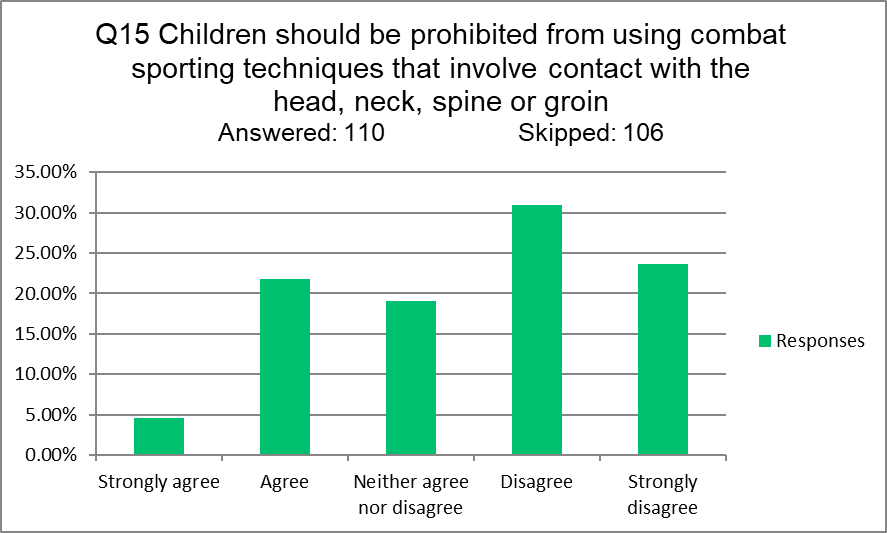 Q15 Children should be prohibited from using combat
sporting techniques that involve contact with the
head, neck, spine or groin
Answered: 110 Skipped: 106
35.00%
30.00%
25.00%
20.00%
15.00%
10.00%
5.00%
0.00%
Strongly agree
Agree
Neither agree
nor disagree
Disagree
Strongly
disagree
Responses